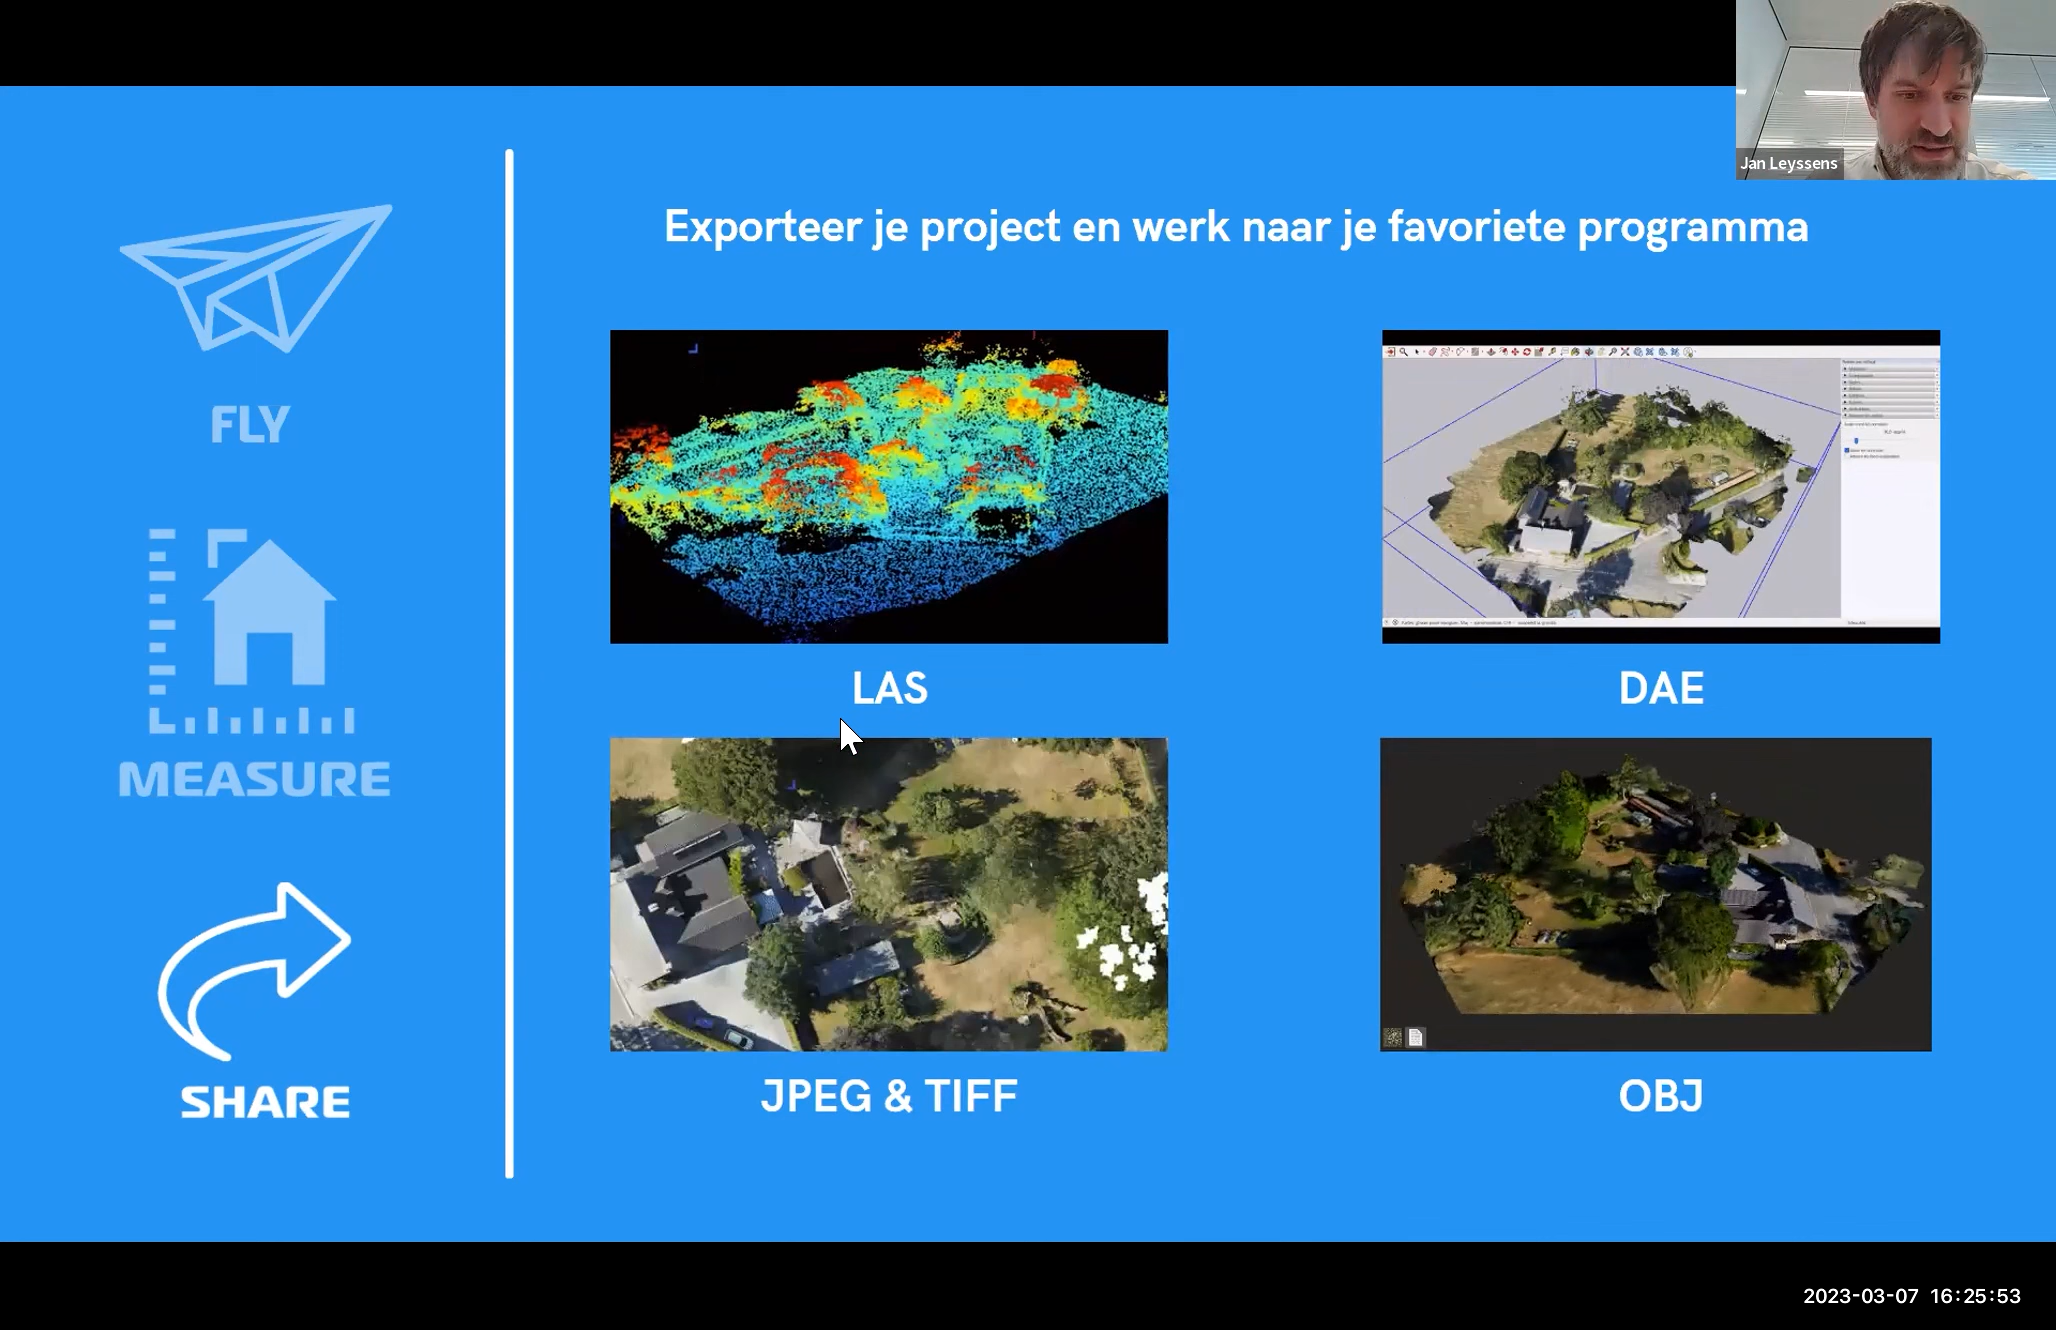 Jan Leyssens
Exporteer je project en werk naar je favoriete programma
FLY
MEASURE
SHARE
LAS
DAE
JPEG & TIFF
OBJ
2023-03-07 16:25:53